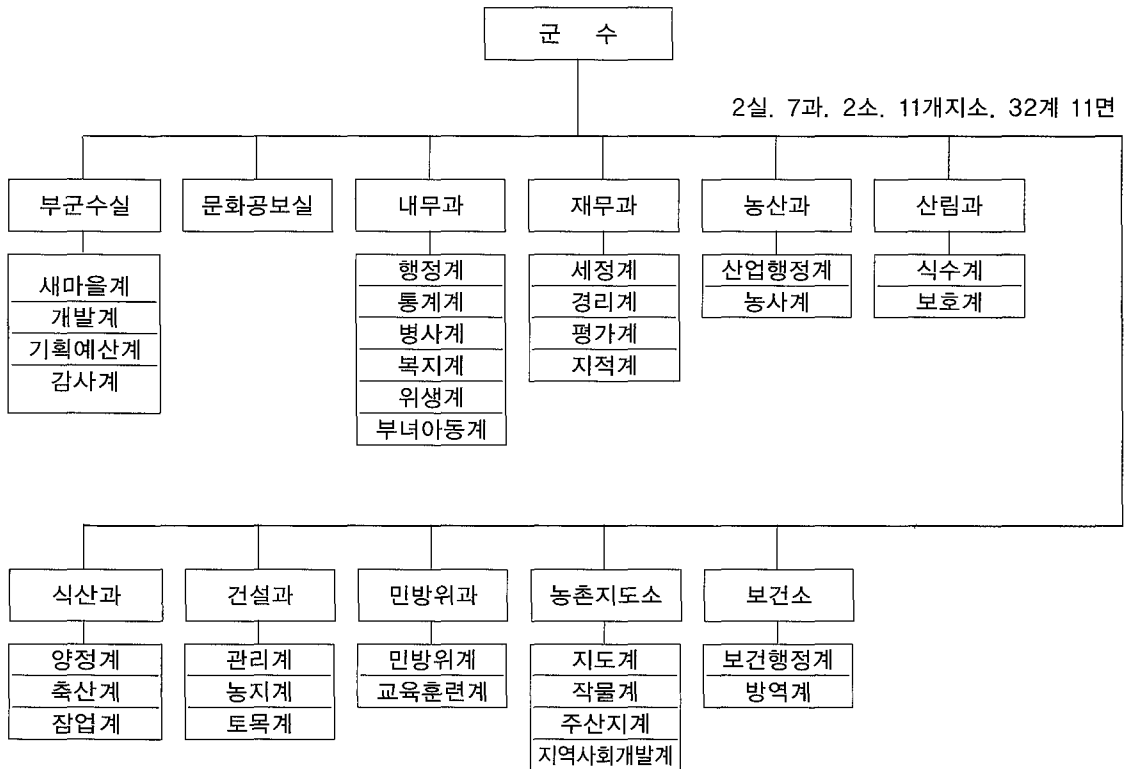 군 수
2실. 7과. 2소. 11개지소. 32계 11면
부군수실 문화공보실 내무과 재무과 농산과 산림과
새마을계
개발계
기획예산계
감사계
행정계
통계계
병사계
복지계
위생계
부녀아동계
세정계
경리계
평가계
지적계
산업행정계
농사계
식수계
보호계
식산과 건설과 민방위과 농촌지도소 보건소
양정계
축산계
잠업계
관리계
농지계
토목계
민방위계
교육훈련계
지도계
작물계
주산지계
지역사회개발계
보건행정계
방역계